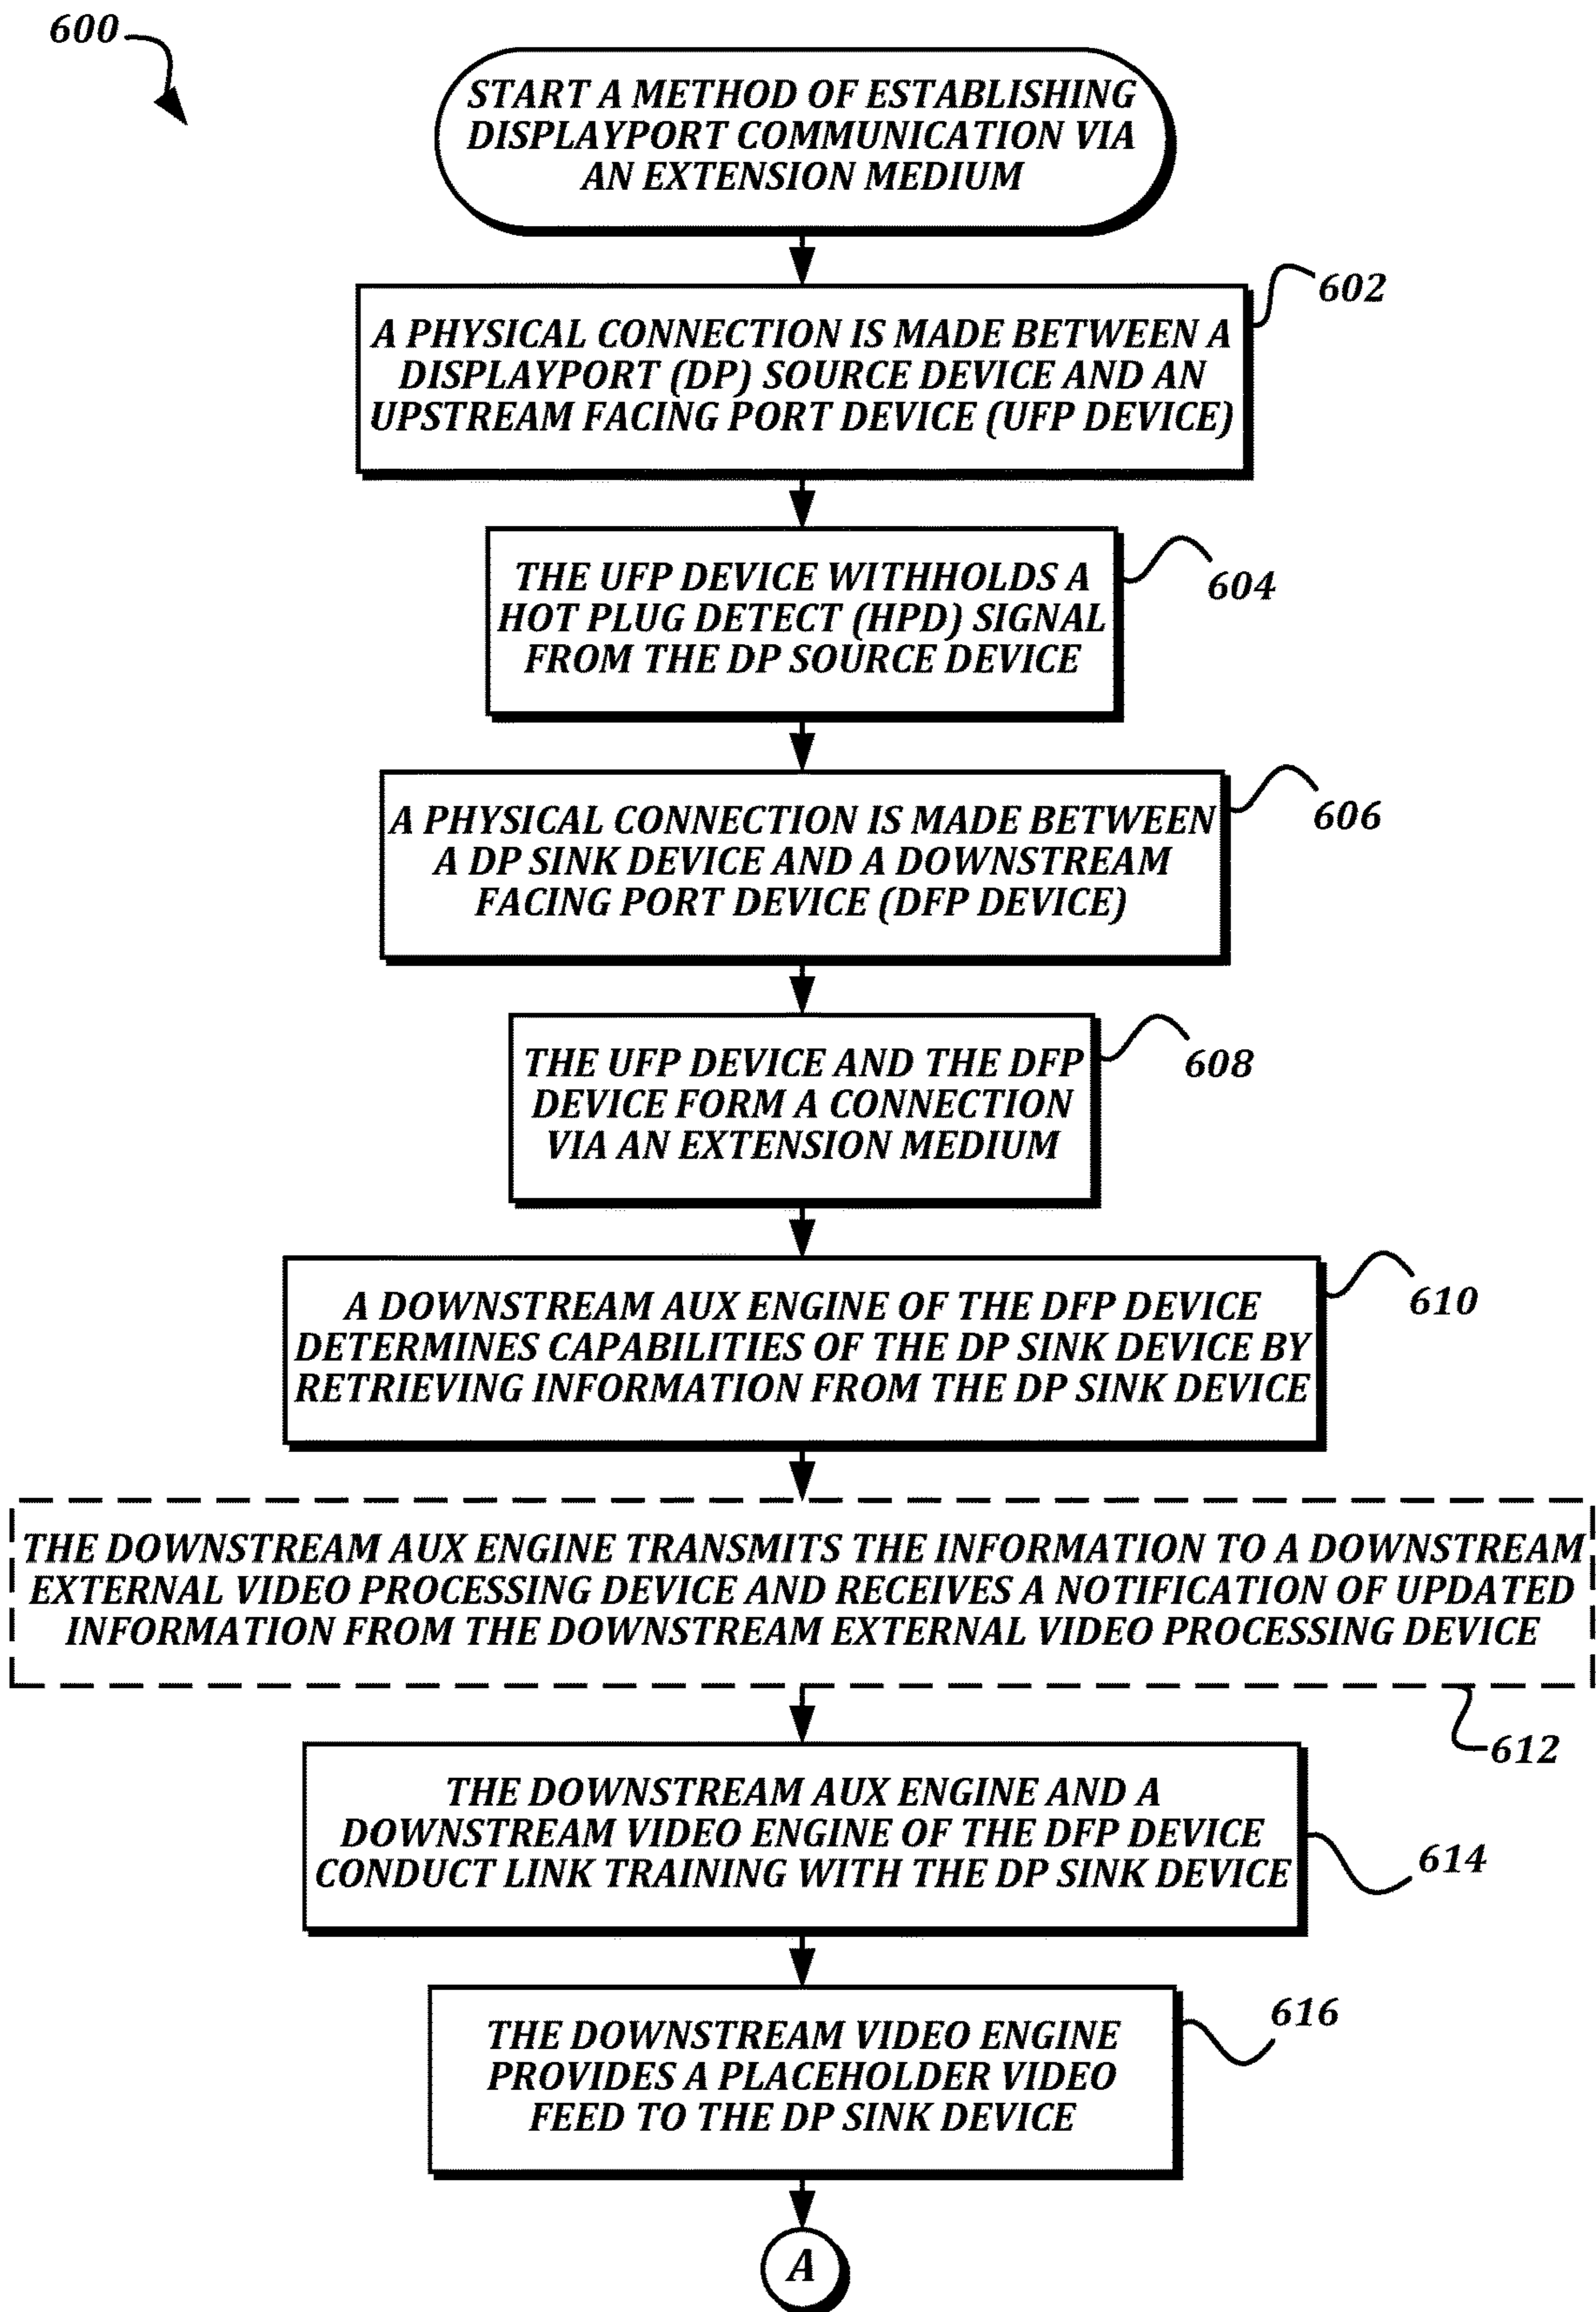 600
START A METHOD OF ESTABLISHING
DISPLAYPORT COMMUNICATION VIA
AN EXTENSION MEDIUM
602
A PHYSICAL CONNECTION IS MADE BETWEEN A
DISPLAYPORT (DP) SOURCE DEVICE AND AN
UPSTREAM FACING PORT DEVICE (UFP DEVICE)
604
THE UFP DEVICE WITHHOLDS A
HOT PLUG DETECT (HPD) SIGNAL
FROM THE DP SOURCE DEVICE
606
A PHYSICAL CONNECTION IS MADE BETWEEN
A DP SINK DEVICE AND A DOWNSTREAM
FACING PORT DEVICE (DFP DEVICE)
608
THE UFP DEVICE AND THE DFP
DEVICE FORM A CONNECTION
VIA AN EXTENSION MEDIUM
610
A DOWNSTREAM AUX ENGINE OF THE DFP DEVICE
DETERMINES CAPABILITIES OF THE DP SINK DEVICE BY
RETRIEVING INFORMATION FROM THE DP SINK DEVICE
THE DOWNSTREAM AUX ENGINE TRANSMITS THE INFORMATION TO A DOWNSTREAM
EXTERNAL VIDEO PROCESSING DEVICE AND RECEIVES A NOTIFICATION OF UPDATED
INFORMATION FROM THE DOWNSTREAM EXTERNAL VIDEO PROCESSING DEVICE
612
THE DOWNSTREAM AUX ENGINE AND A
DOWNSTREAM VIDEO ENGINE OF THE DFP DEVICE
CONDUCT LINK TRAINING WITH THE DP SINK DEVICE
614
616
THE DOWNSTREAM VIDEO ENGINE
PROVIDES A PLACEHOLDER VIDEO
FEED TO THE DP SINK DEVICE
A